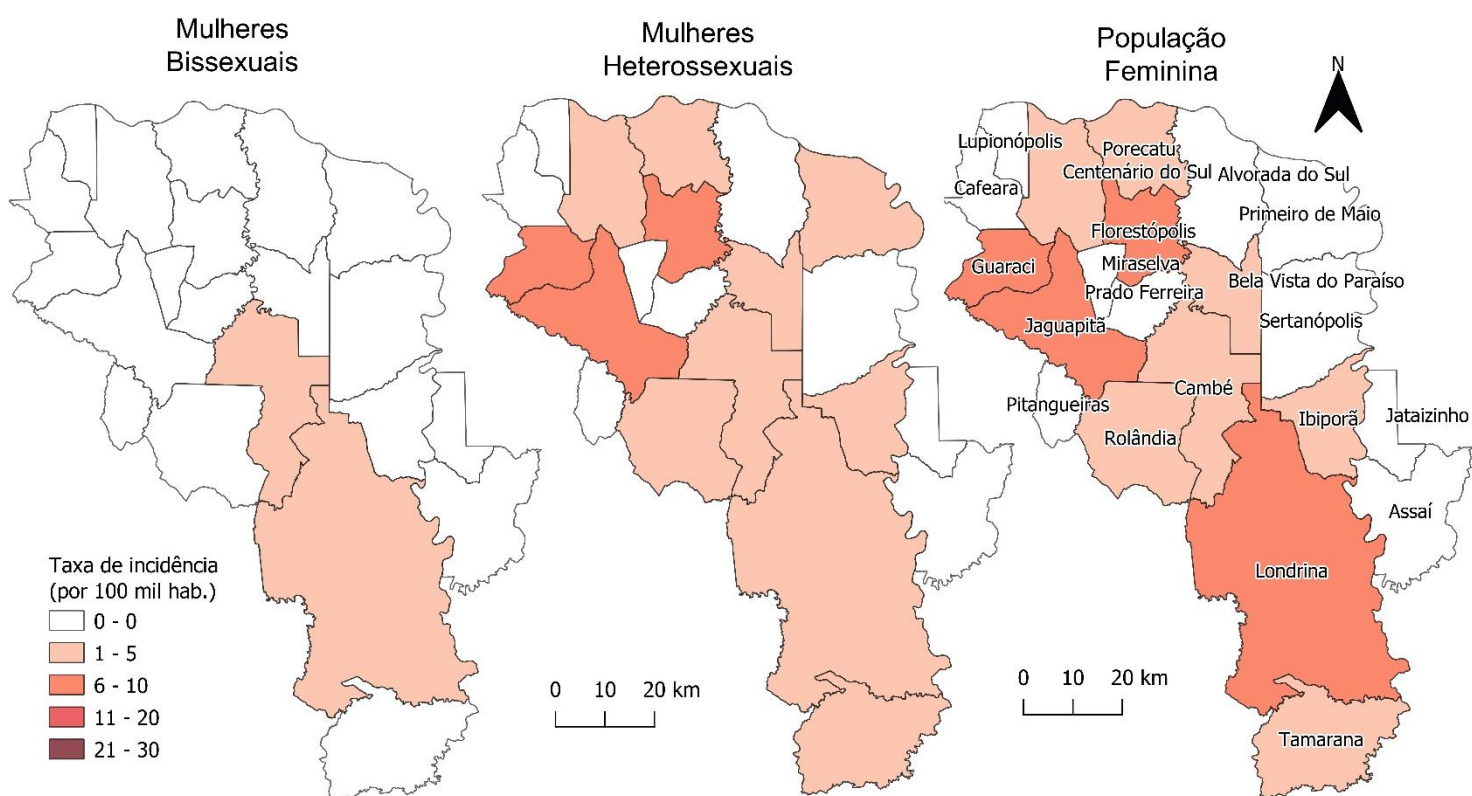 Mulheres
Bissexuais
Mulheres
Heterossexuais
População
Feminina
N
Lupionópolis
Porecatu
Centenário do Sul
Alvorada do Sul
Cafeara
Primeiro de Maio
Florestópolis
Guaraci
Miraselva
Bela Vista do Paraíso
Prado Ferreira
Jaguapitã
Sertanópolis
Cambé
Pitangueiras
Ibiporã
Jataizinho
Rolândia
Assaí
Londrina
Tamarana
Taxa de incidência
(por 100 mil hab.)
0 - 0
1 - 5
6 - 10
11 - 20
21 - 30
0 10 20 km
0 10 20 km